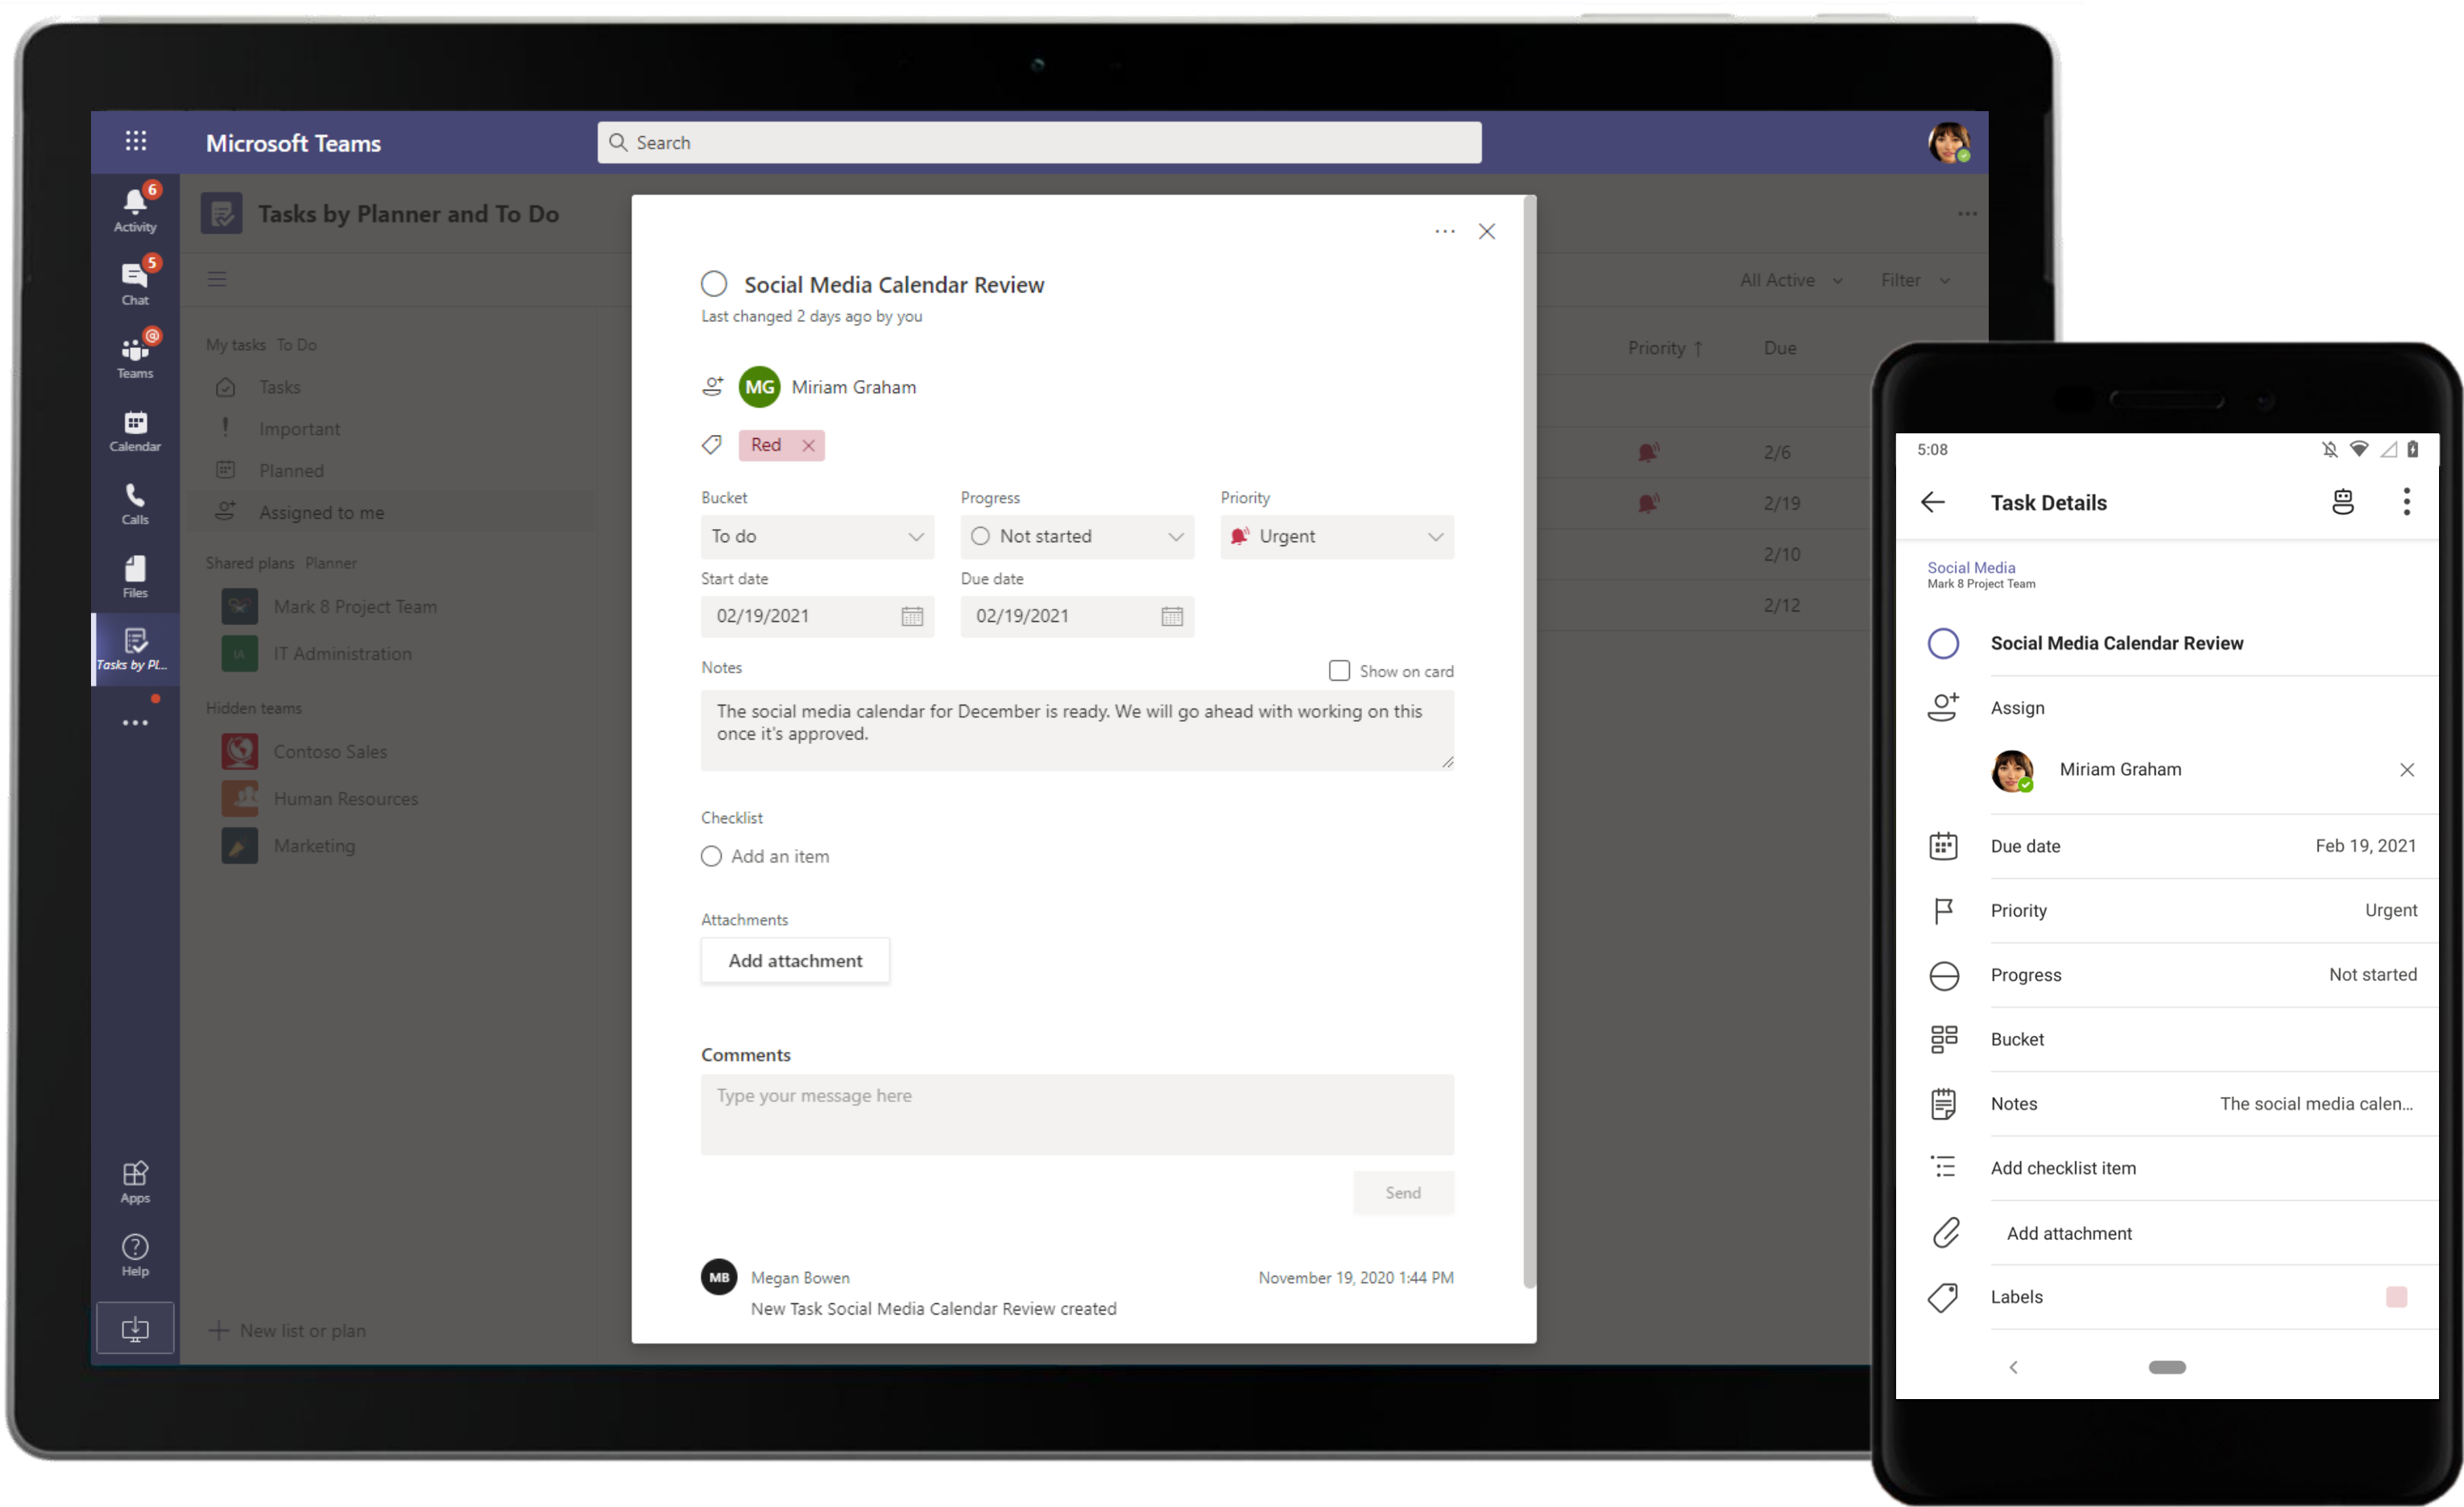 Microsoft Teams
Search
6
Activity
5
Chat
@
Teams
Calendar
Calls
Files
Tasks by Pl...
Apps
Help
Tasks by Planner and To Do
My tasks To Do
Tasks
Important
Planned
Assigned to me
Shared plans Planner
Mark 8 Project Team
IA
IT Administration
Hidden teams
Contoso Sales
Human Resources
Marketing
New list or plan
Social Media Calendar Review
Last changed 2 days ago by you
MG Miriam Graham
Red
Bucket Progress Priority
To do Not started Urgent
Start date Due date
02/19/2021 02/19/2021
Notes Show on card
The social media calendar for December is ready. We will go ahead with working on this
once it's approved.
Checklist
Add an item
Attachments
Add attachment
Comments
Type your message here
Send
MB Megan Bowen November 19, 2020 1:44 PM
New Task Social Media Calendar Review created
All Active Filter
Priority ↑ Due
2/6
2/19
2/10
2/12
5:08
Task Details
Social Media
Mark 8 Project Team
Social Media Calendar Review
Assign
Miriam Graham
Due date Feb 19, 2021
Priority Urgent
Progress Not started
Bucket
Notes The social media calen...
Add checklist item
Add attachment
Labels